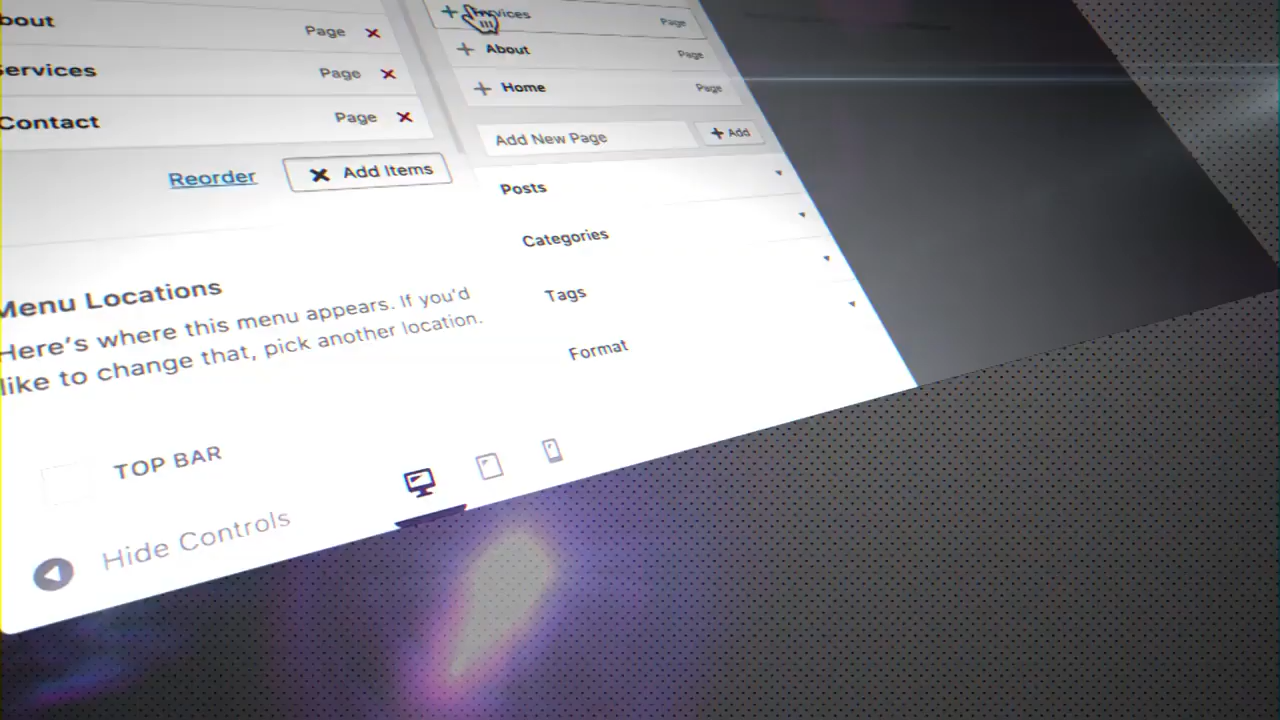 bout Page
ervices Page
Contact Page
Reorder Add Items
Menu Locations
Here's where this menu appears. If you'd
like to change that, pick another location.
TOP BAR
Hide Controls
Services Page
About Page
Home Page
Add New Page Add
Posts
Categories
Tags
Format